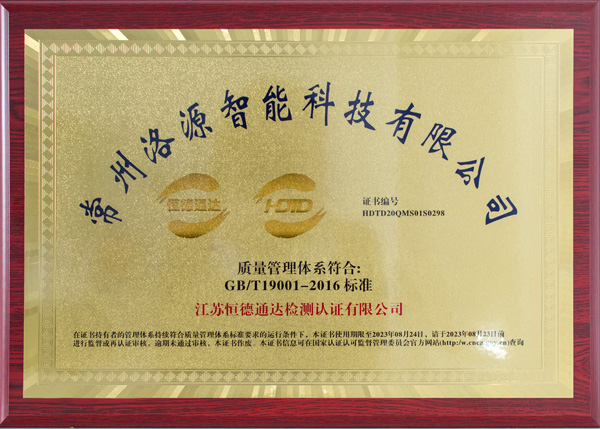 常州洛源智能科技有限公司
恒德通达
HDTD
证书编号
HDTD20QMS01S0298
质量管理体系符合:
GB/T19001-2016 标准
江苏恒德通达检测认证有限公司
在证书持有者的管理体系持续符合质量管理体系标准要求的运行条件下，本证书使用期限至2023年08月24日，请于2023年08月23日前
进行监督或再认证审核，逾期未通过审核，本证书作废。本证书信息可在国家认证认可监督管理委员会官方网站(http:/w.cnca.gov.cn)查询